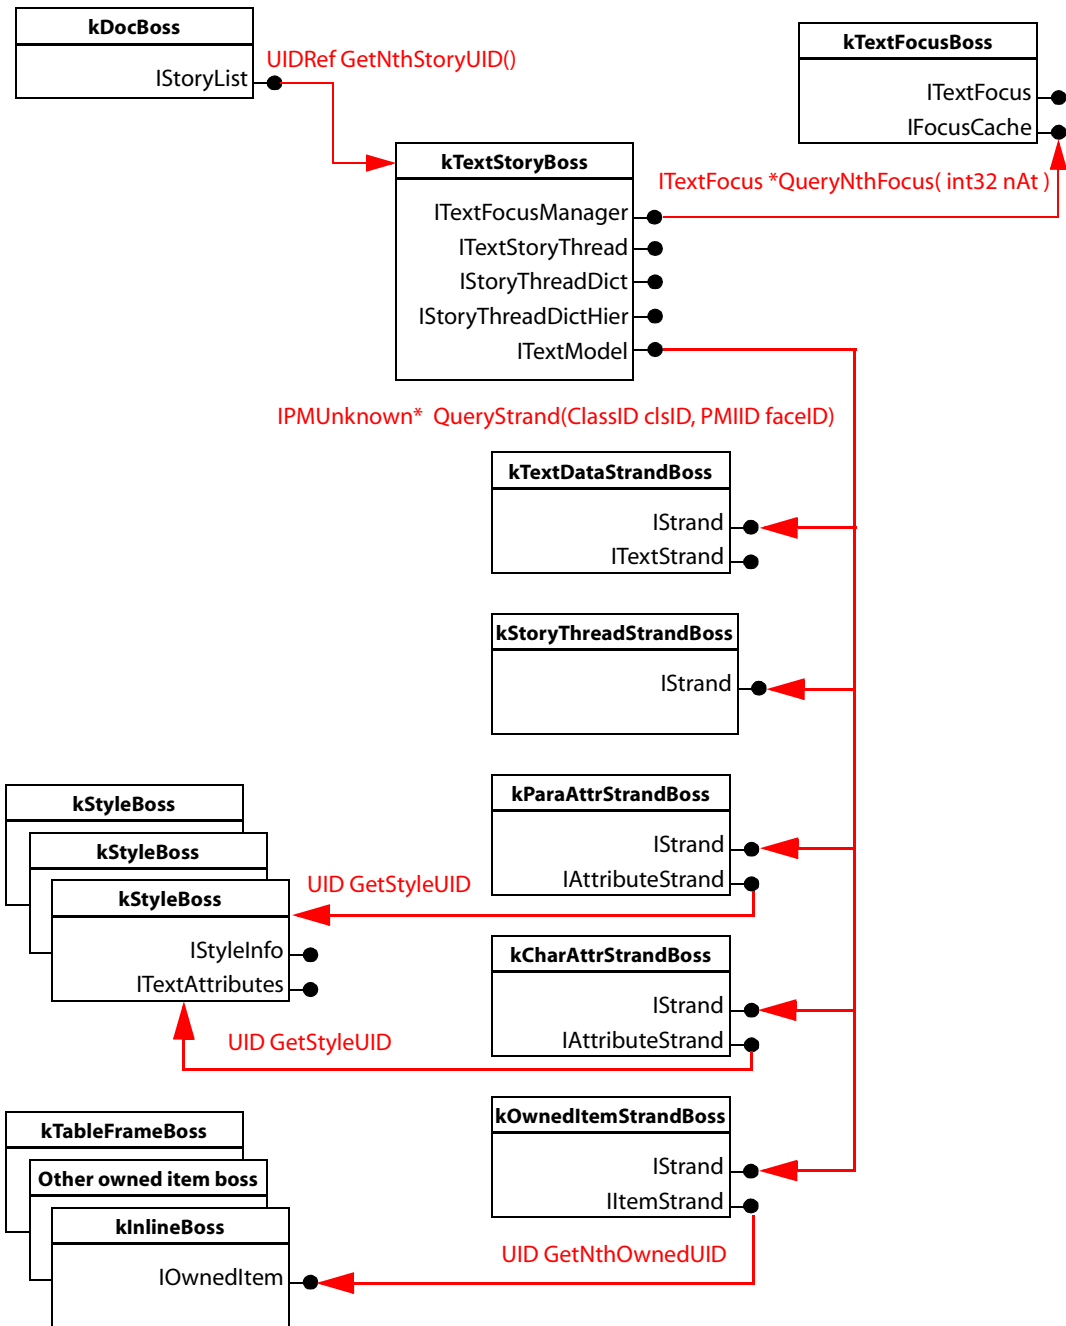 kDocBoss
IStoryList
UIDRef GetNthStoryUID()
kTextFocusBoss
ITextFocus
IFocusCache
kTextStoryBoss
ITextFocusManager
ITextStoryThread
IStoryThreadDict
IStoryThreadDictHier
ITextModel
ITextFocus *QueryNthFocus( int32 nAt )
IPMUnknown* QueryStrand(ClassID clsID, PMIID faceID)
kTextDataStrandBoss
IStrand
ITextStrand
kStoryThreadStrandBoss
IStrand
kParaAttrStrandBoss
IStrand
IAttributeStrand
kStyleBoss
kStyleBoss
kStyleBoss
IStyleInfo
ITextAttributes
UID GetStyleUID
kCharAttrStrandBoss
IStrand
IAttributeStrand
UID GetStyleUID
kOwnedItemStrandBoss
IStrand
IItemStrand
kTableFrameBoss
Other owned item boss
kInlineBoss
IOwnedItem
UID GetNthOwnedUID